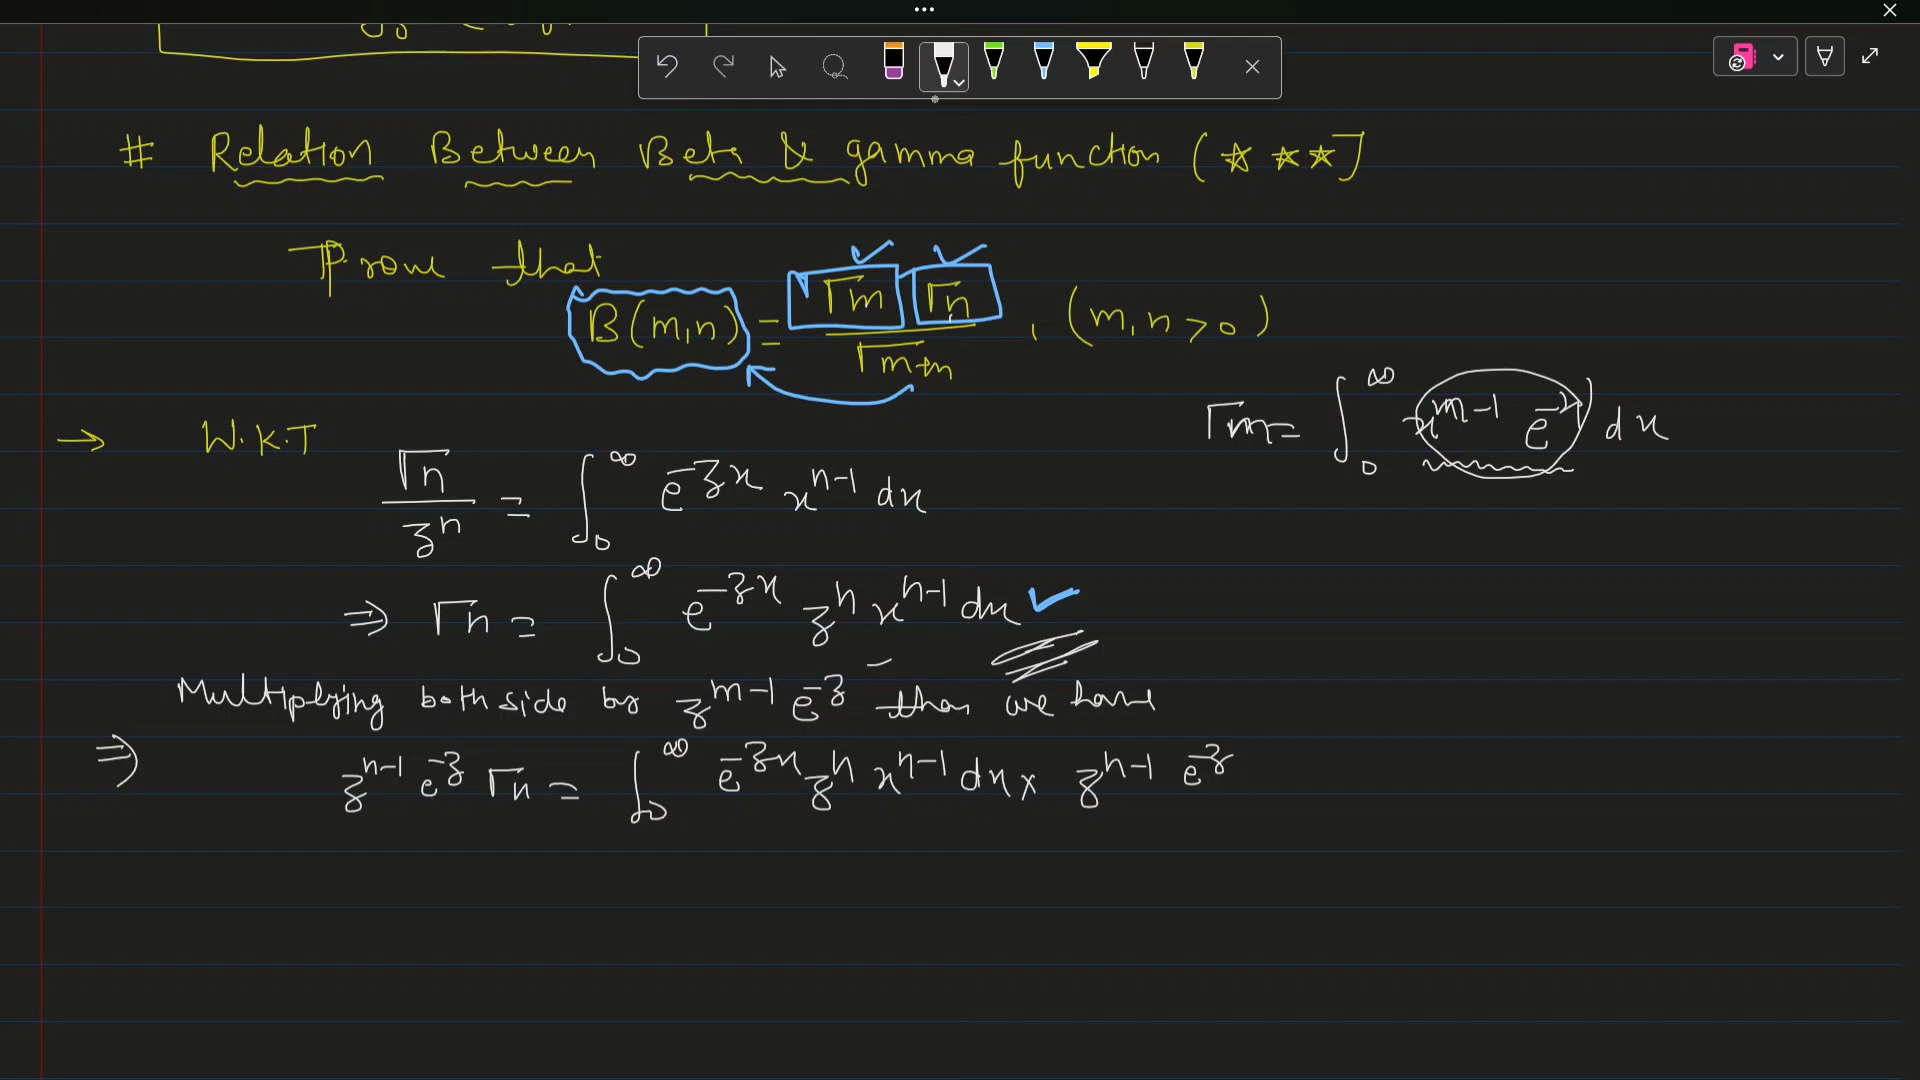 # Relation Between Beta & gamma function (☆☆☆)
Prove that
B(m,n) = Γm Γn / Γm+n , (m,n > 0)
Γm = ∫₀^∞ x^{m-1} e^{-x} dx
→ W.K.T
Γn / z^n = ∫₀^∞ e^{-zx} x^{n-1} dx
⇒ Γn = ∫₀^∞ e^{-zx} z^n x^{n-1} dx ✓
Multiplying both side by z^{m-1} e^{-z} then we have
⇒ z^{n-1} e^{-z} Γn = ∫₀^∞ e^{-zx} z^n x^{n-1} dx × z^{n-1} e^{-z}